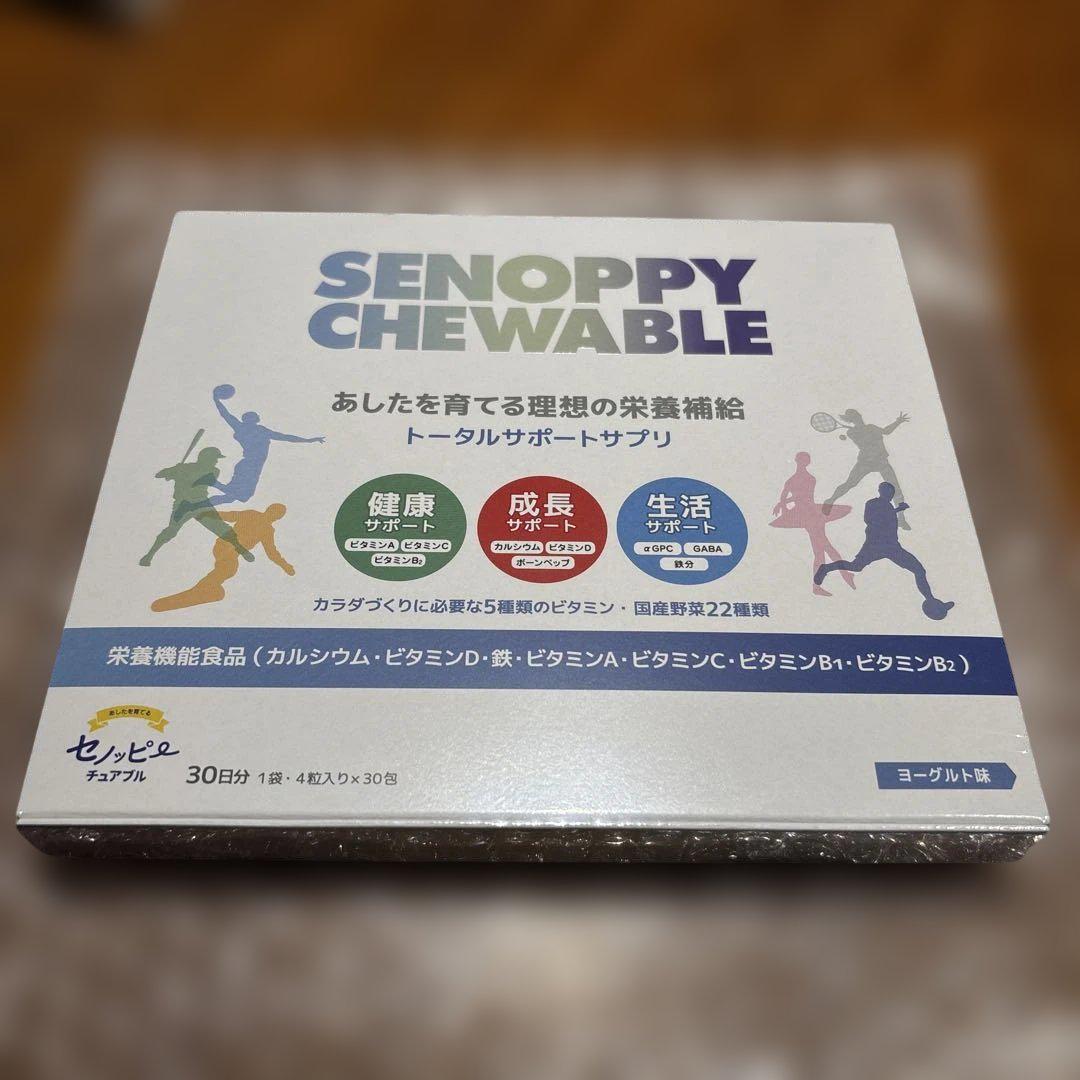 SENOPPY
CHEWABLE
あしたを育てる理想の栄養補給
トータルサポートサプリ
健康
サポート
ビタミンA ビタミンC
ビタミンB₂
成長
サポート
カルシウム ビタミンD
ボーンペップ
生活
サポート
αGPC GABA
鉄分
カラダづくりに必要な5種類のビタミン・国産野菜22種類
栄養機能食品（カルシウム・ビタミンD・鉄・ビタミンA・ビタミンC・ビタミンB₁・ビタミンB₂）
あしたを育てる
セノッピー
チュアブル
30日分 1袋・4粒入り×30包
ヨーグルト味